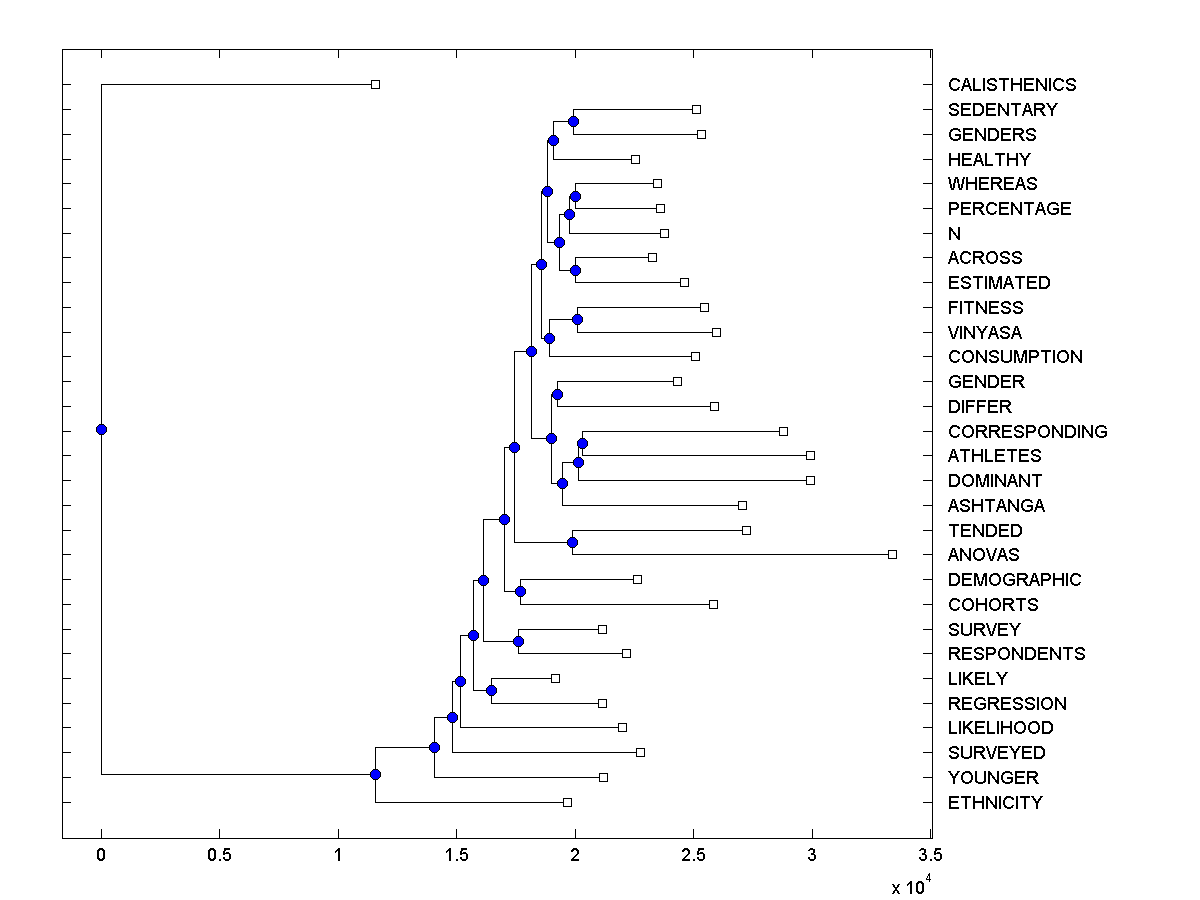 CALISTHENICS
SEDENTARY
GENDERS
HEALTHY
WHEREAS
PERCENTAGE
N
ACROSS
ESTIMATED
FITNESS
VINYASA
CONSUMPTION
GENDER
DIFFER
CORRESPONDING
ATHLETES
DOMINANT
ASHTANGA
TENDED
ANOVAS
DEMOGRAPHIC
COHORTS
SURVEY
RESPONDENTS
LIKELY
REGRESSION
LIKELIHOOD
SURVEYED
YOUNGER
ETHNICITY
0 0.5 1 1.5 2 2.5 3 3.5
x 10^4